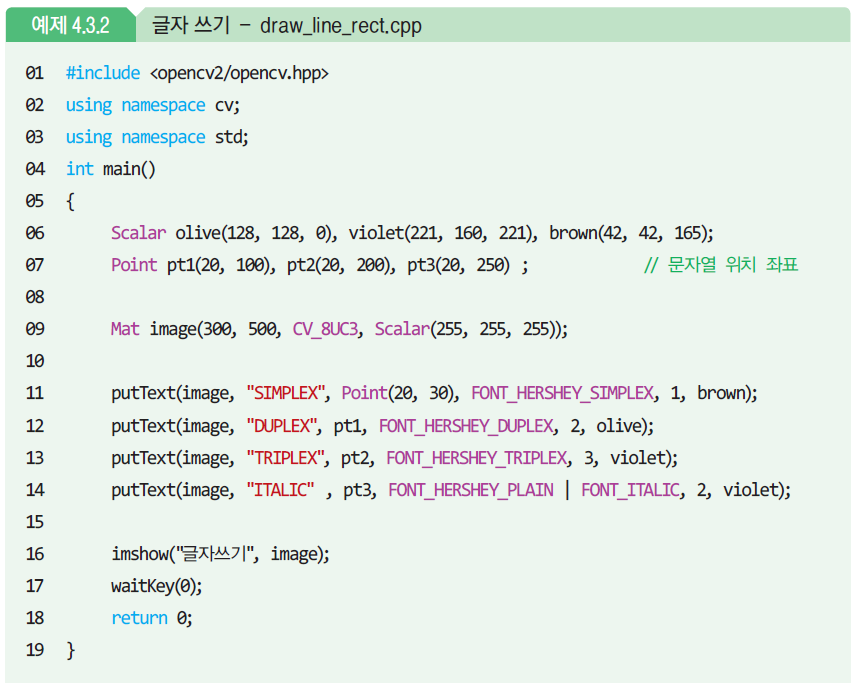 예제 4.3.2 글자 쓰기 - draw_line_rect.cpp
01 #include <opencv2/opencv.hpp>
02 using namespace cv;
03 using namespace std;
04 int main()
05 {
06 Scalar olive(128, 128, 0), violet(221, 160, 221), brown(42, 42, 165);
07 Point pt1(20, 100), pt2(20, 200), pt3(20, 250) ; // 문자열 위치 좌표
08
09 Mat image(300, 500, CV_8UC3, Scalar(255, 255, 255));
10
11 putText(image, "SIMPLEX", Point(20, 30), FONT_HERSHEY_SIMPLEX, 1, brown);
12 putText(image, "DUPLEX", pt1, FONT_HERSHEY_DUPLEX, 2, olive);
13 putText(image, "TRIPLEX", pt2, FONT_HERSHEY_TRIPLEX, 3, violet);
14 putText(image, "ITALIC" , pt3, FONT_HERSHEY_PLAIN | FONT_ITALIC, 2, violet);
15
16 imshow("글자쓰기", image);
17 waitKey(0);
18 return 0;
19 }